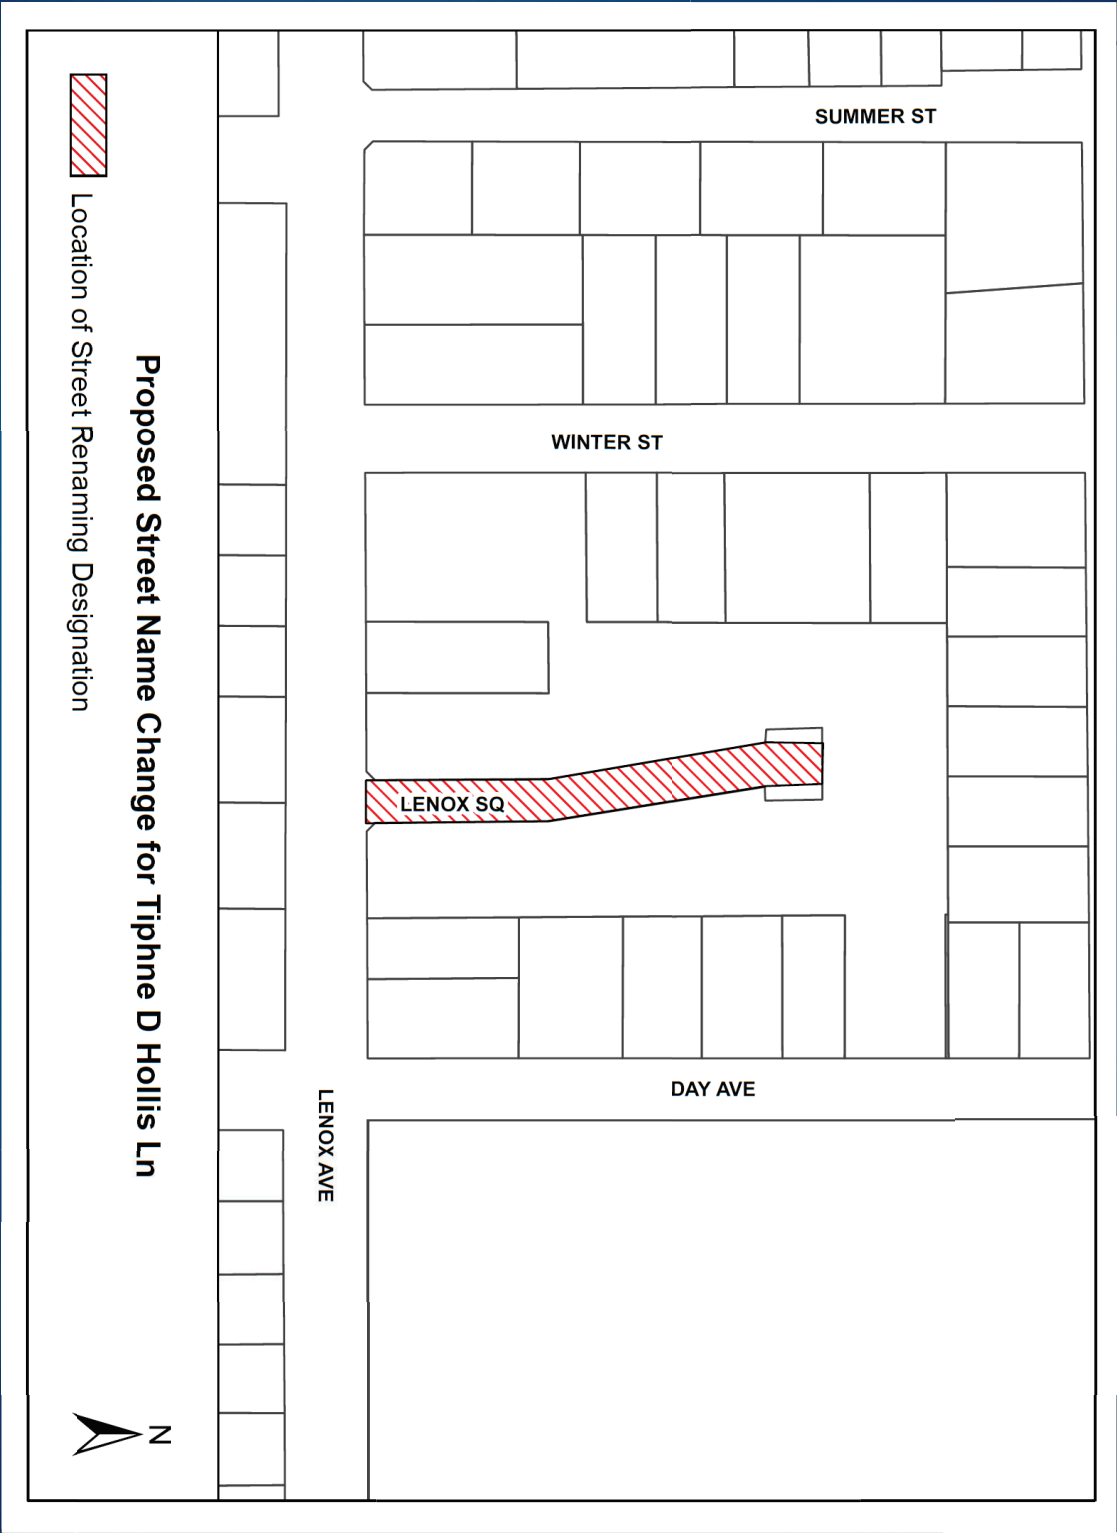 SUMMER ST
WINTER ST
LENOX SQ
DAY AVE
LENOX AVE
Proposed Street Name Change for Tiphne D Hollis Ln
Location of Street Renaming Designation
N